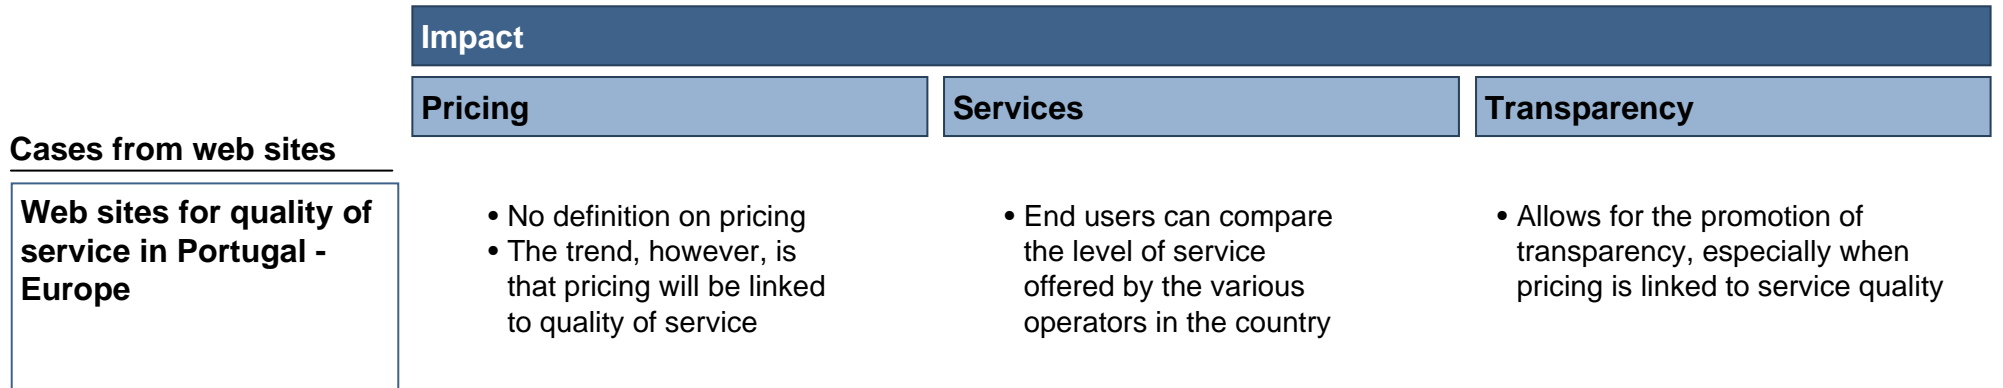 Impact
Pricing
Services
Transparency
Cases from web sites
Web sites for quality of
service in Portugal -
Europe
• No definition on pricing
• The trend, however, is
that pricing will be linked
to quality of service
• End users can compare
the level of service
offered by the various
operators in the country
• Allows for the promotion of
transparency, especially when
pricing is linked to service quality